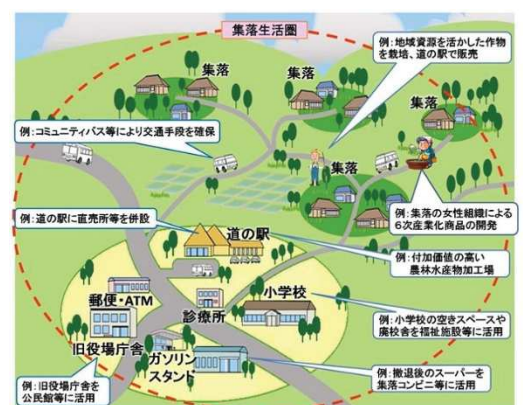 集落生活圏
例：地域資源を活かした作物
を栽培、道の駅で販売
集落
集落
集落
例：コミュニティバス等により交通手段を確保
集落
例：集落の女性組織による
６次産業化商品の開発
例：道の駅に直売所等を併設
道の駅
例：付加価値の高い
農林水産物加工場
郵便・ATM
診療所
小学校
例：小学校の空きスペースや
廃校舎を福祉施設等に活用
旧役場庁舎
ガソリン
スタンド
例：旧役場庁舎を
公民館等に活用
例：撤退後のスーパーを
集落コンビニ等に活用